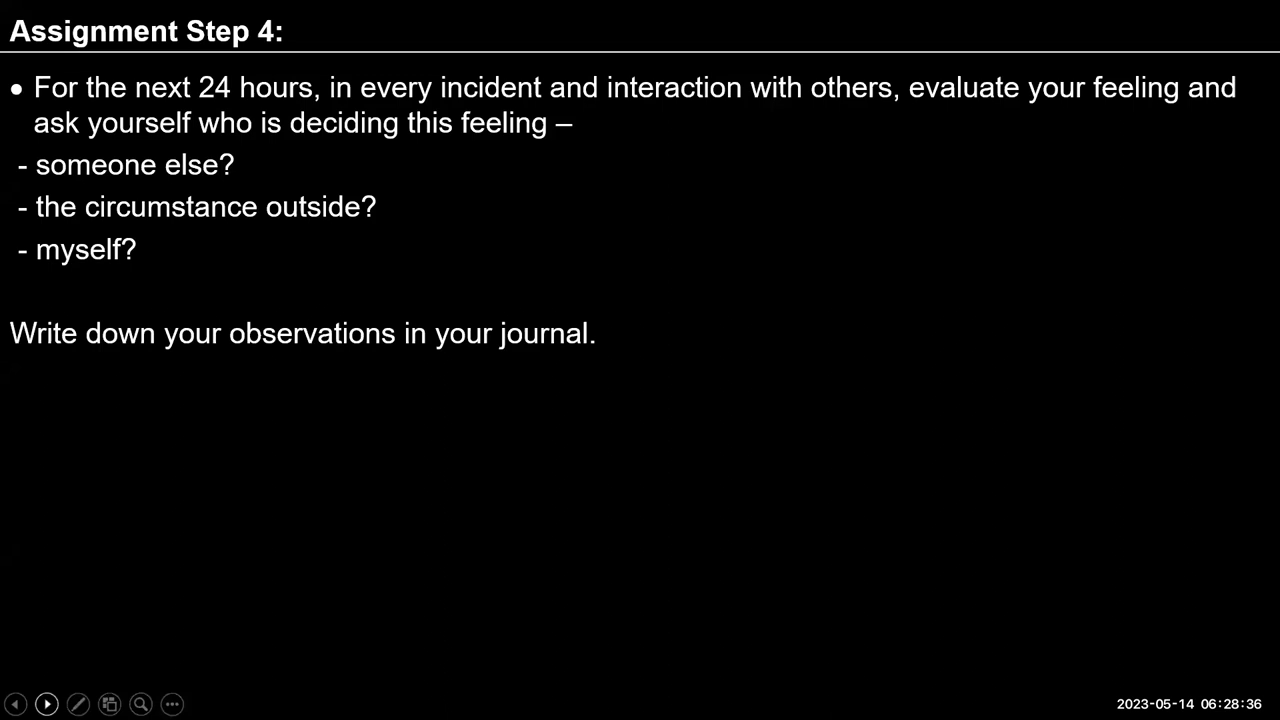 Assignment Step 4:
• For the next 24 hours, in every incident and interaction with others, evaluate your feeling and
ask yourself who is deciding this feeling –
- someone else?
- the circumstance outside?
- myself?
Write down your observations in your journal.
2023-05-14 06:28:36